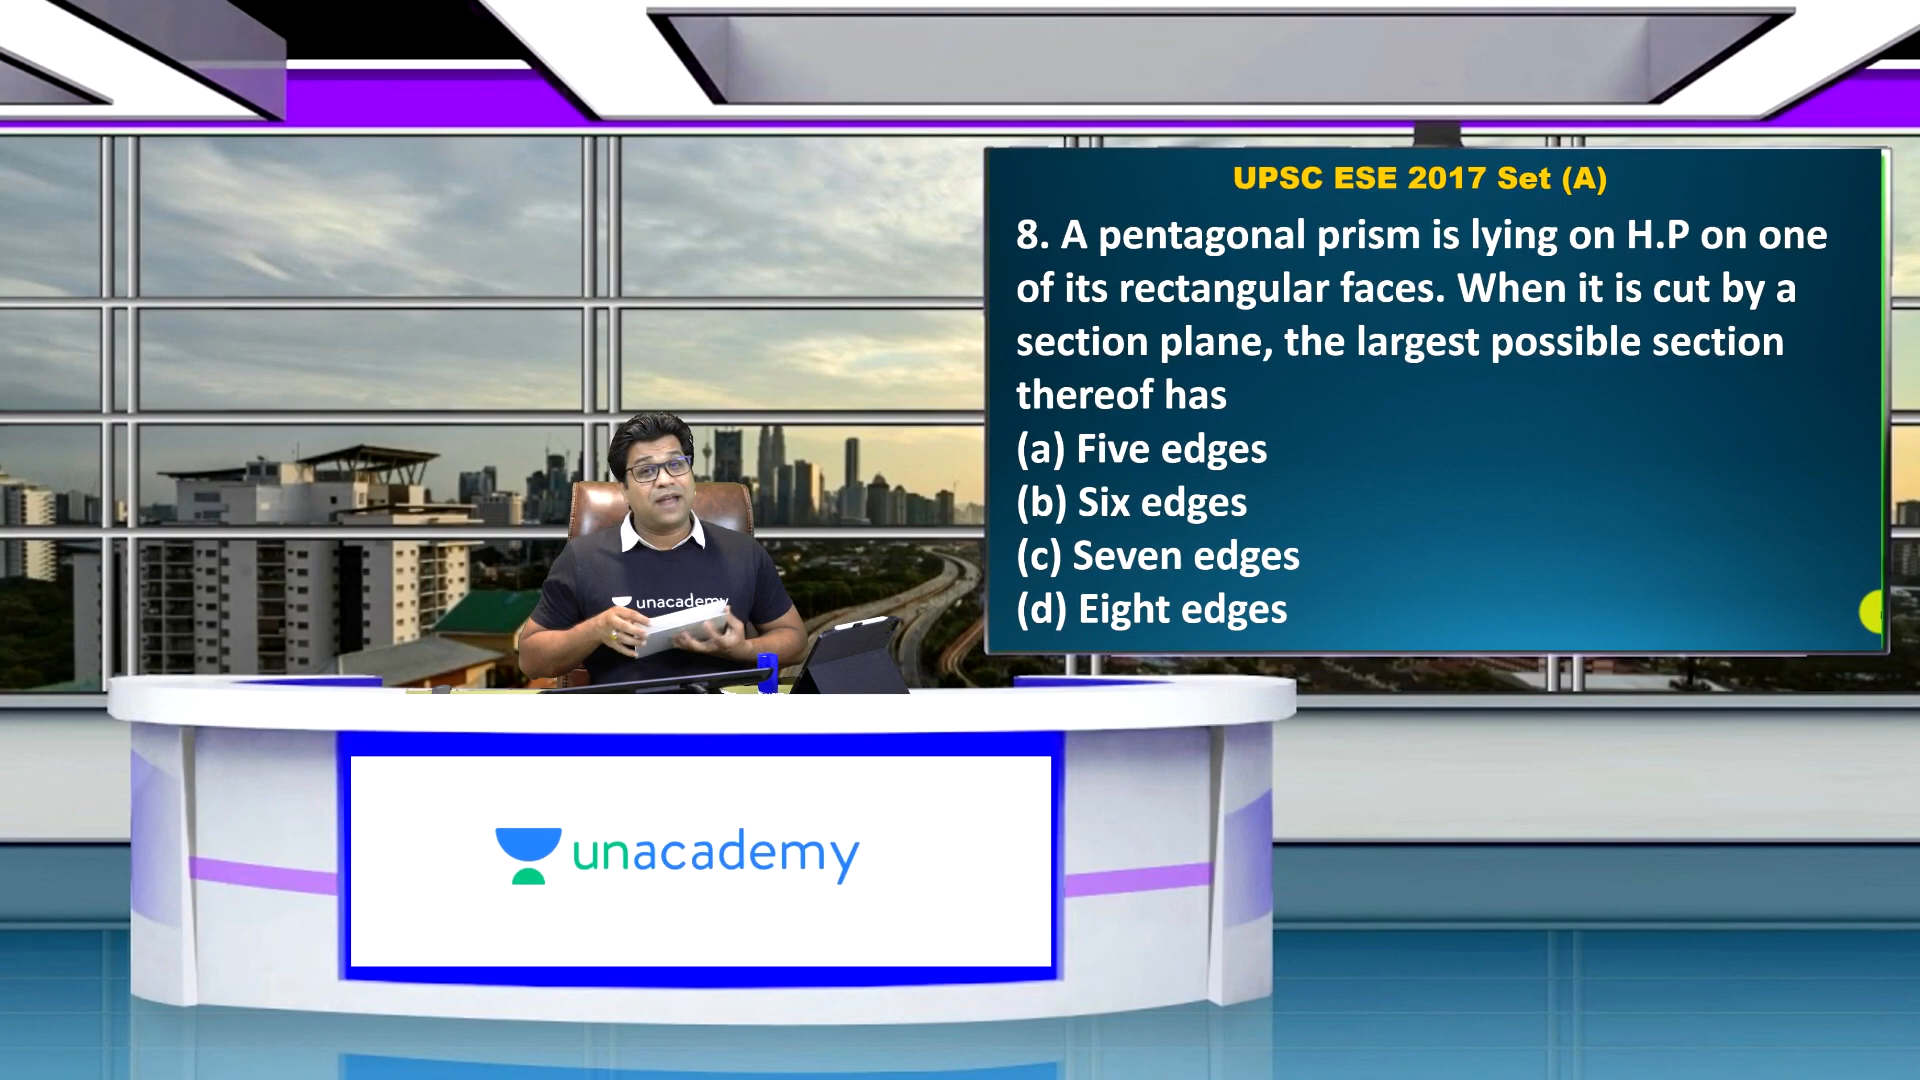 UPSC ESE 2017 Set (A)
8. A pentagonal prism is lying on H.P on one
of its rectangular faces. When it is cut by a
section plane, the largest possible section
thereof has
(a) Five edges
(b) Six edges
(c) Seven edges
(d) Eight edges
unacademy
unacademy